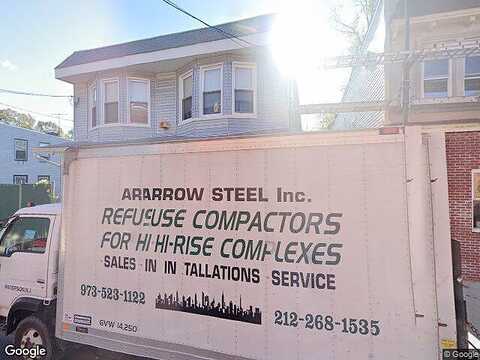 ARARROW STEEL Inc.
REFUSUSE COMPACTORS
FOR HI-HI-RISE COMPLEXES
SALES - IN IN TALLATIONS SERVICE
973-523-1122
212-268-1535
GVW 14,250
Google
© Google
© Google